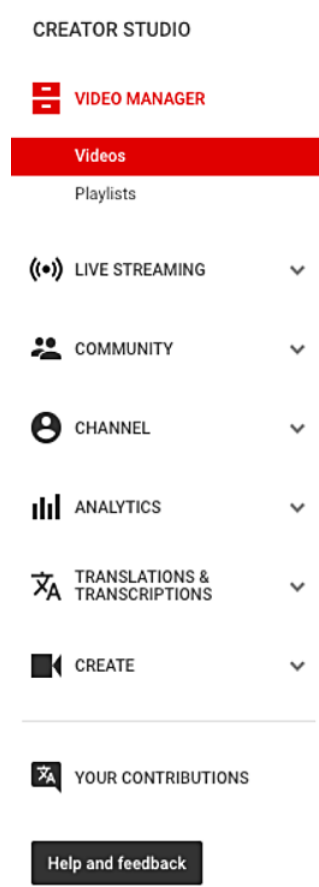 CREATOR STUDIO
VIDEO MANAGER
Videos
Playlists
LIVE STREAMING
COMMUNITY
CHANNEL
ANALYTICS
TRANSLATIONS &
TRANSCRIPTIONS
CREATE
YOUR CONTRIBUTIONS
Help and feedback